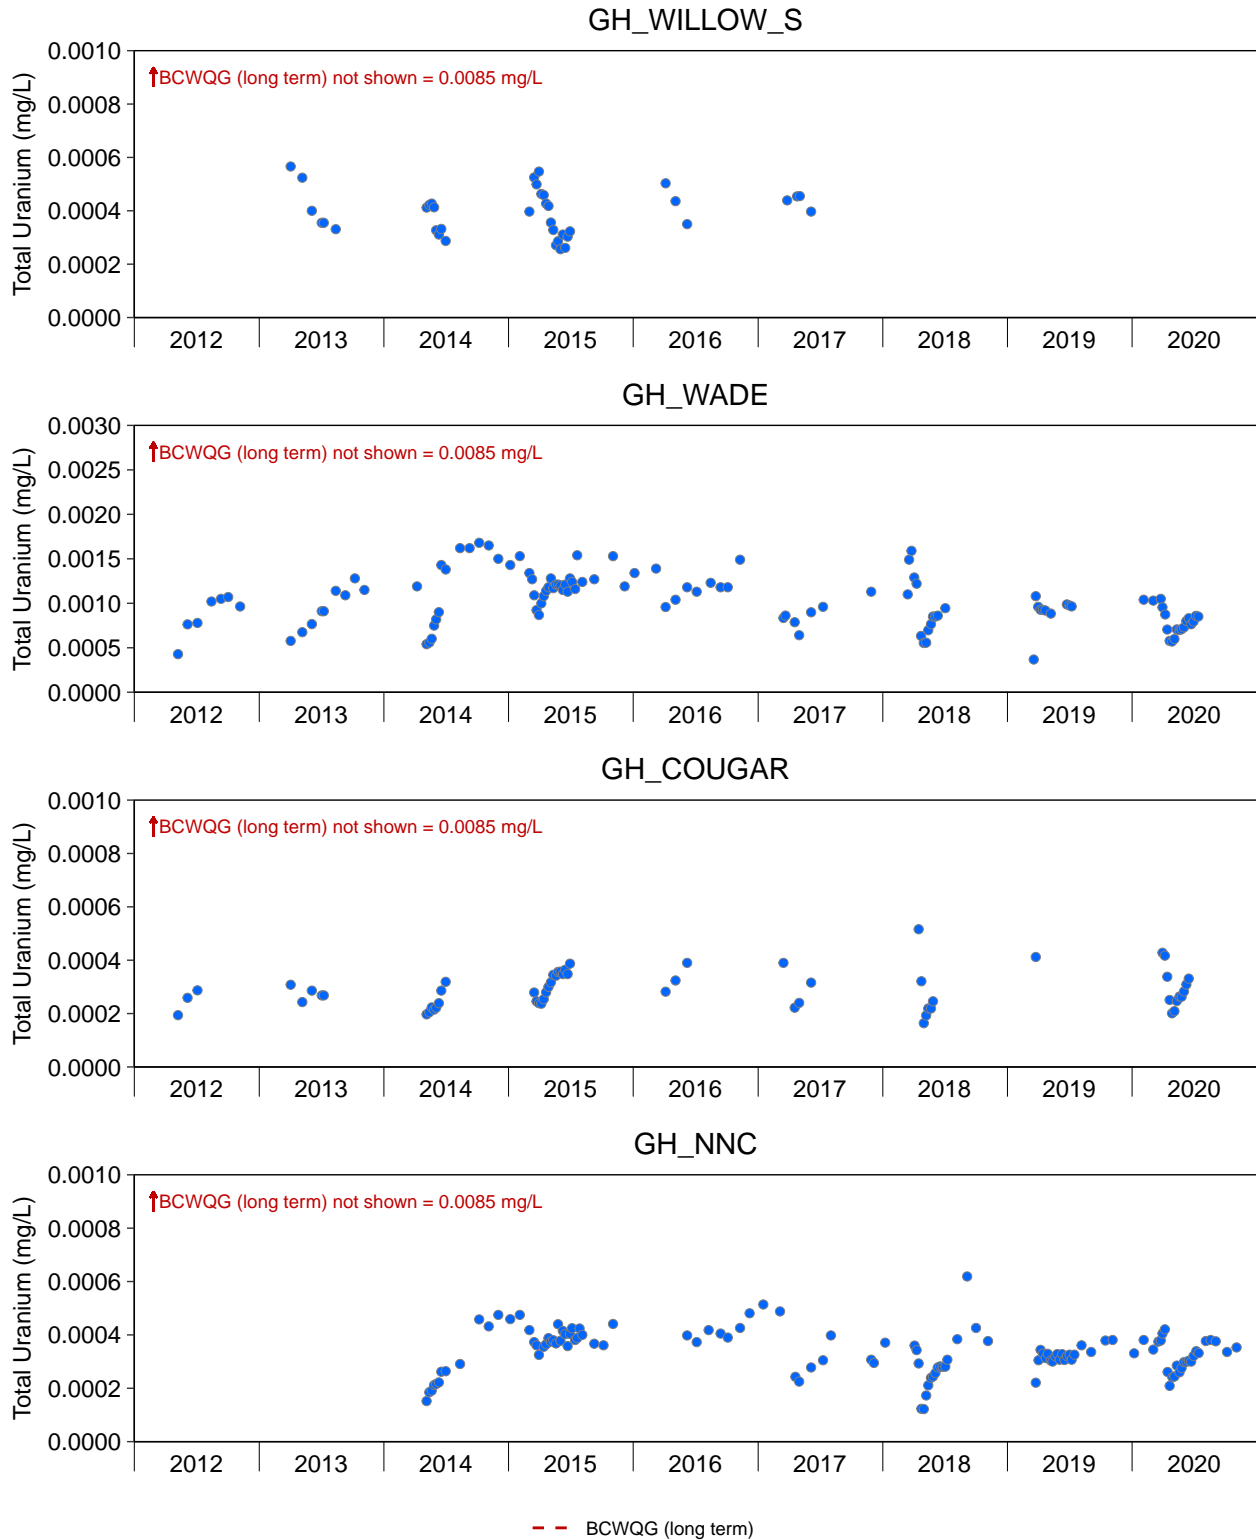 GH_WILLOW_S
Total Uranium (mg/L)
0.0010
0.0008
0.0006
0.0004
0.0002
0.0000
BCWQG (long term) not shown = 0.0085 mg/L
2012 2013 2014 2015 2016 2017 2018 2019 2020
GH_WADE
Total Uranium (mg/L)
0.0030
0.0025
0.0020
0.0015
0.0010
0.0005
0.0000
BCWQG (long term) not shown = 0.0085 mg/L
2012 2013 2014 2015 2016 2017 2018 2019 2020
GH_COUGAR
Total Uranium (mg/L)
0.0010
0.0008
0.0006
0.0004
0.0002
0.0000
BCWQG (long term) not shown = 0.0085 mg/L
2012 2013 2014 2015 2016 2017 2018 2019 2020
GH_NNC
Total Uranium (mg/L)
0.0010
0.0008
0.0006
0.0004
0.0002
0.0000
BCWQG (long term) not shown = 0.0085 mg/L
2012 2013 2014 2015 2016 2017 2018 2019 2020
BCWQG (long term)